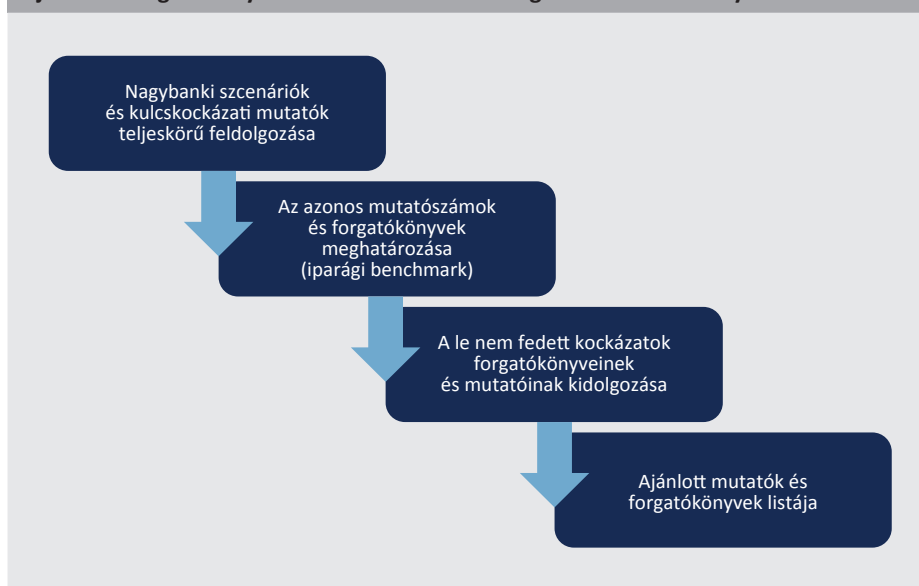 Nagybanki szcenáriók
és kulcskockázati mutatók
teljeskörű feldolgozása
Az azonos mutatószámok
és forgatókönyvek
meghatározása
(iparági benchmark)
A le nem fedett kockázatok
forgatókönyveinek
és mutatóinak kidolgozása
Ajánlott mutatók és
forgatókönyvek listája